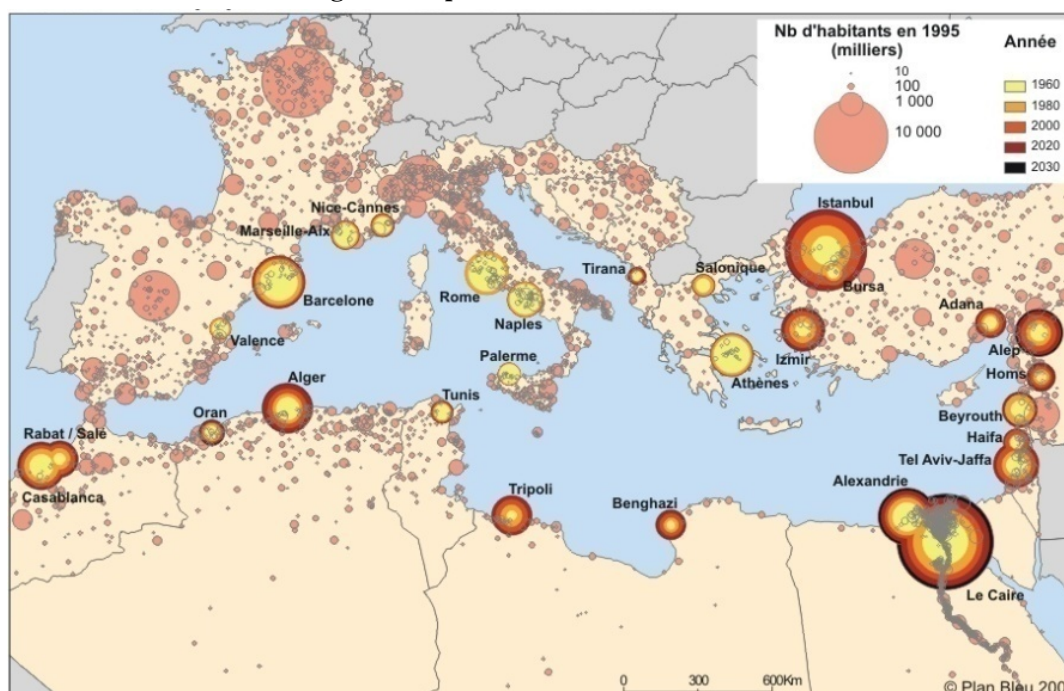 Nb d'habitants en 1995
(milliers)
10
100
1 000
10 000
Année
1960
1980
2000
2020
2030
Istanbul
Nice-Cannes
Marseille-Aix
Tirana
Salonique
Bursa
Barcelone
Rome
Adana
Naples
Valence
Izmir
Alep
Palerme
Athènes
Homs
Alger
Tunis
Oran
Beyrouth
Rabat / Salé
Haifa
Tel Aviv-Jaffa
Casablanca
Alexandrie
Tripoli
Benghazi
Le Caire
0 300 600Km
© Plan Bleu